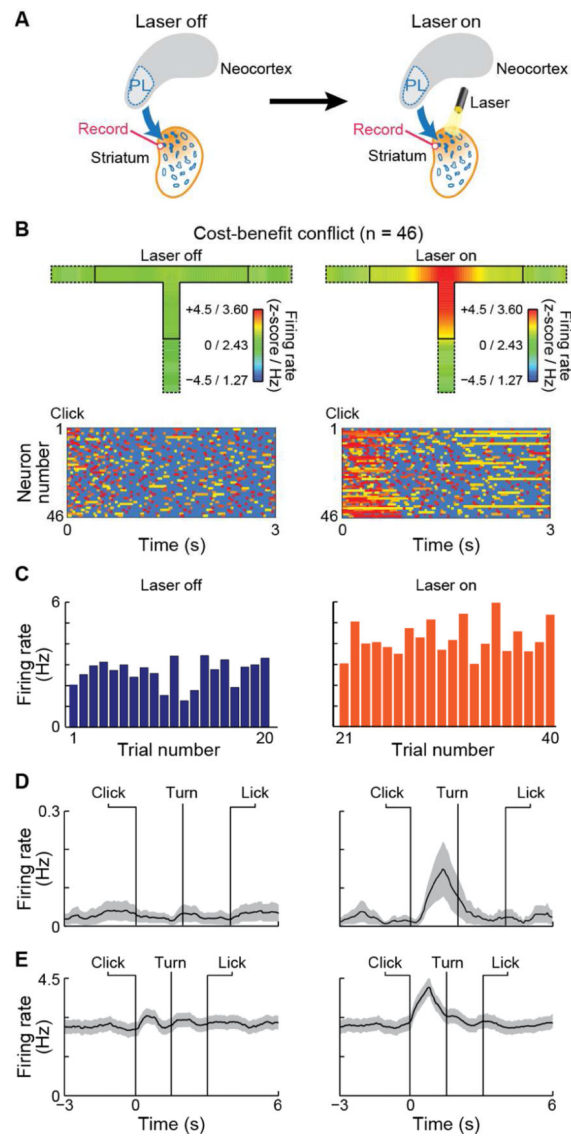 A
Laser off
Laser on
Neocortex
Neocortex
PL
PL
Laser
Record
Record
Striatum
Striatum
B
Cost-benefit conflict (n = 46)
Laser off
Laser on
+4.5 / 3.60
0 / 2.43
−4.5 / 1.27
Firing rate
(z-score / Hz)
+4.5 / 3.60
0 / 2.43
−4.5 / 1.27
Firing rate
(z-score / Hz)
Click
Click
Neuron
number
1
46
1
46
0
3
0
3
Time (s)
Time (s)
C
Laser off
Laser on
Firing rate
(Hz)
6
0
1
20
21
40
Trial number
Trial number
D
Click
Turn
Lick
Click
Turn
Lick
Firing rate
(Hz)
0.3
0
E
Click
Turn
Lick
Click
Turn
Lick
Firing rate
(Hz)
4.5
0
−3
0
6
−3
0
6
Time (s)
Time (s)